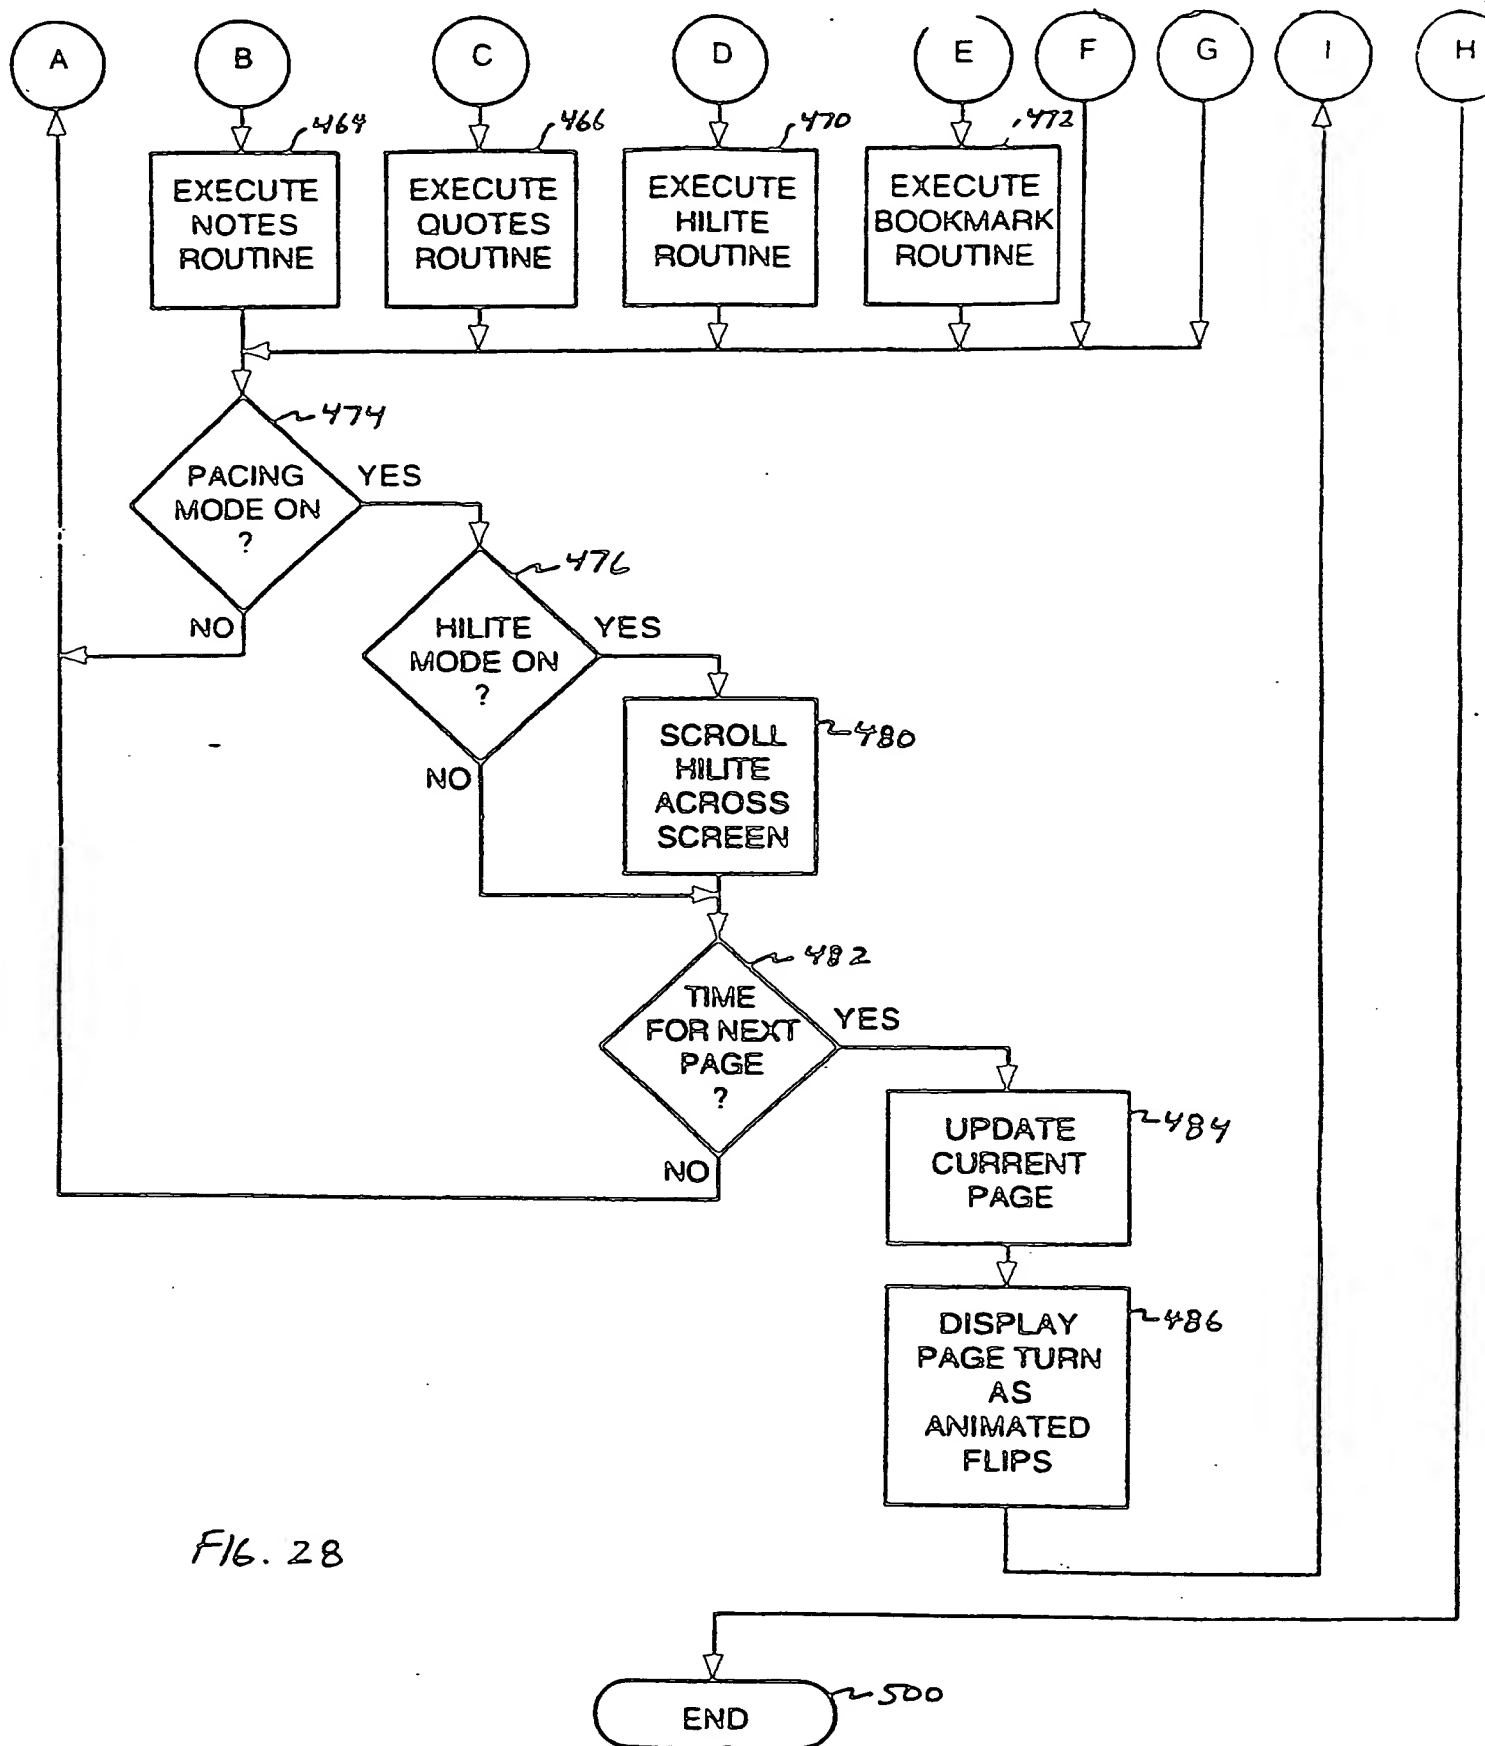 A B C D E F G I H
464 466 470 472
EXECUTE
NOTES
ROUTINE
EXECUTE
QUOTES
ROUTINE
EXECUTE
HILITE
ROUTINE
EXECUTE
BOOKMARK
ROUTINE
474
PACING
MODE ON
?
YES
NO
476
HILITE
MODE ON
?
YES
NO
480
SCROLL
HILITE
ACROSS
SCREEN
482
TIME
FOR NEXT
PAGE
?
YES
NO
484
UPDATE
CURRENT
PAGE
486
DISPLAY
PAGE TURN
AS
ANIMATED
FLIPS
FIG. 28
500
END